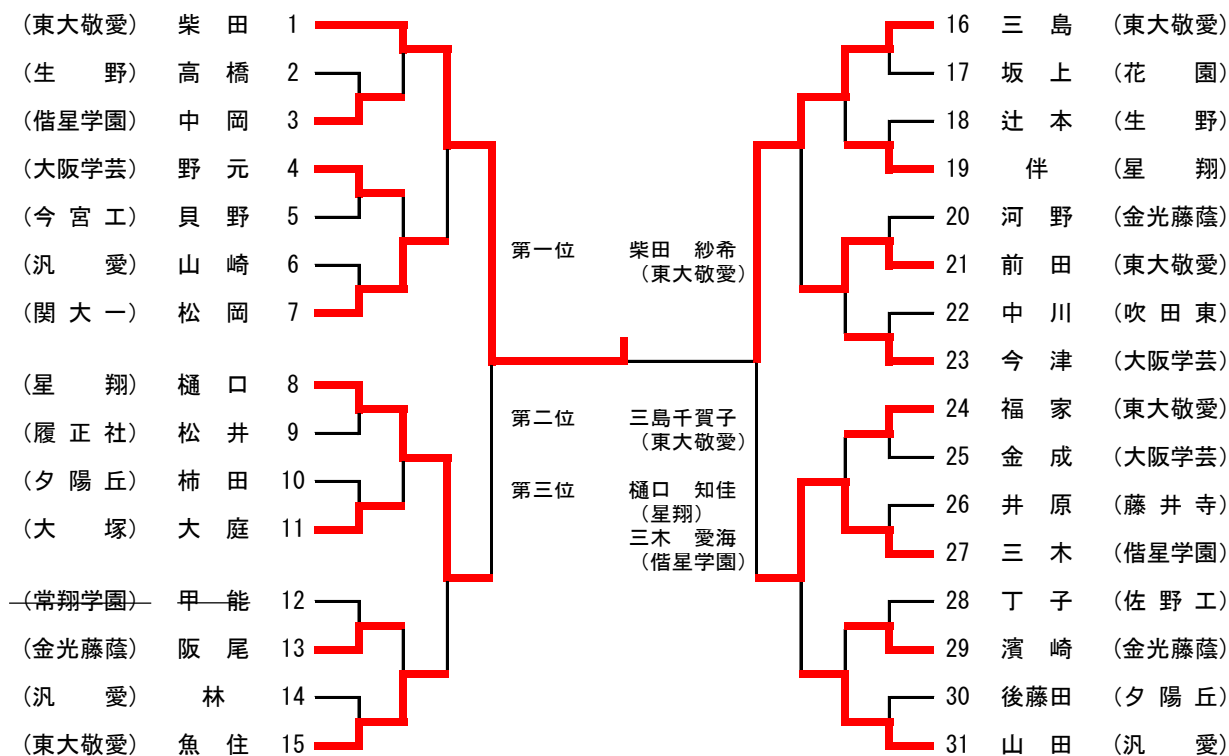 (東大敬愛) 柴田 1
(生野) 高橋 2
(偕星学園) 中岡 3
(大阪学芸) 野元 4
(今宮工) 貝野 5
(汎愛) 山崎 6
(関大一) 松岡 7
(星翔) 樋口 8
(履正社) 松井 9
(夕陽丘) 柿田 10
(大塚) 大庭 11
(常翔学園) 甲能 12
(金光藤蔭) 阪尾 13
(汎愛) 林 14
(東大敬愛) 魚住 15
第一位 柴田 紗希
(東大敬愛)
第二位 三島千賀子
(東大敬愛)
第三位 樋口 知佳
(星翔)
三木 愛海
(偕星学園)
16 三島 (東大敬愛)
17 坂上 (花園)
18 辻本 (生野)
19 伴 (星翔)
20 河野 (金光藤蔭)
21 前田 (東大敬愛)
22 中川 (吹田東)
23 今津 (大阪学芸)
24 福家 (東大敬愛)
25 金成 (大阪学芸)
26 井原 (藤井寺)
27 三木 (偕星学園)
28 丁子 (佐野工)
29 濱崎 (金光藤蔭)
30 後藤田 (夕陽丘)
31 山田 (汎愛)